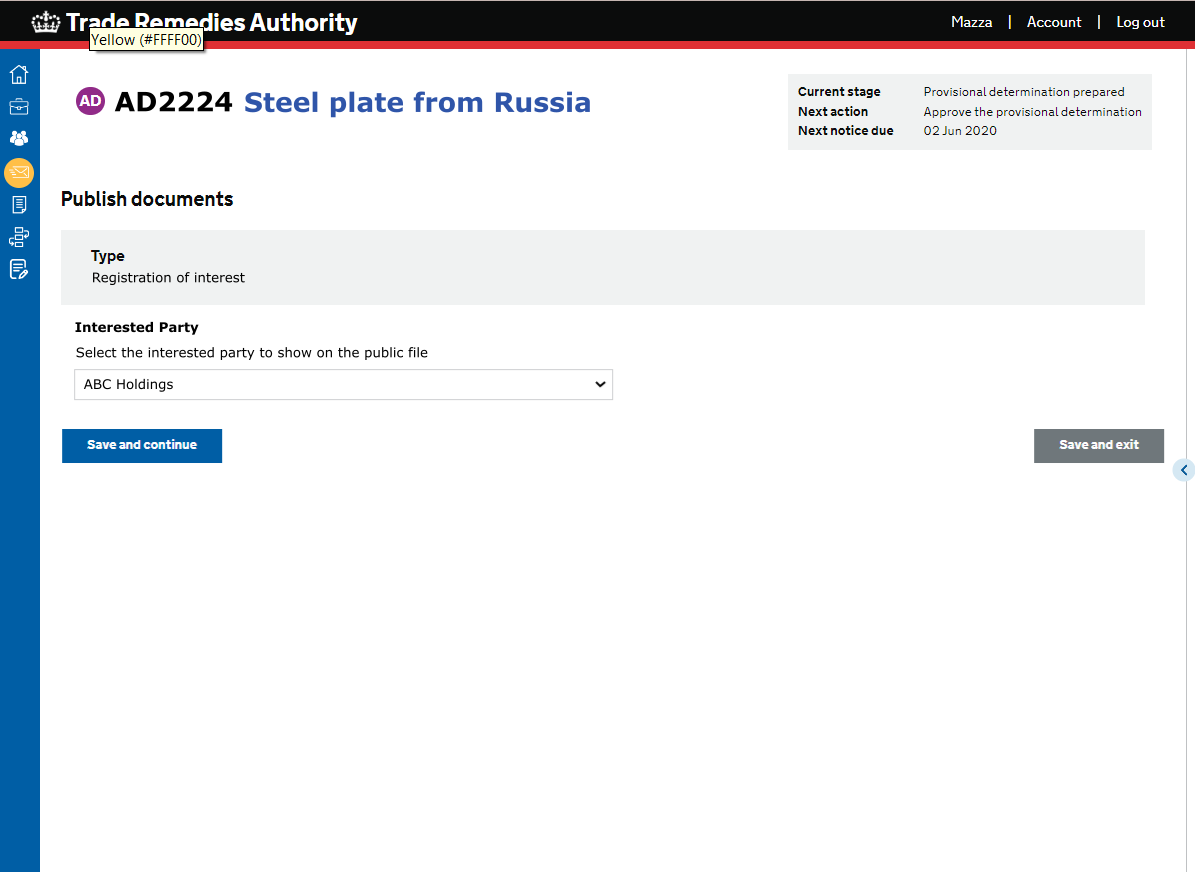 Trade Remedies Authority
Yellow (#FFFF00)
Mazza | Account | Log out
AD AD2224 Steel plate from Russia
Current stage Provisional determination prepared
Next action Approve the provisional determination
Next notice due 02 Jun 2020
Publish documents
Type
Registration of interest
Interested Party
Select the interested party to show on the public file
ABC Holdings
Save and continue
Save and exit